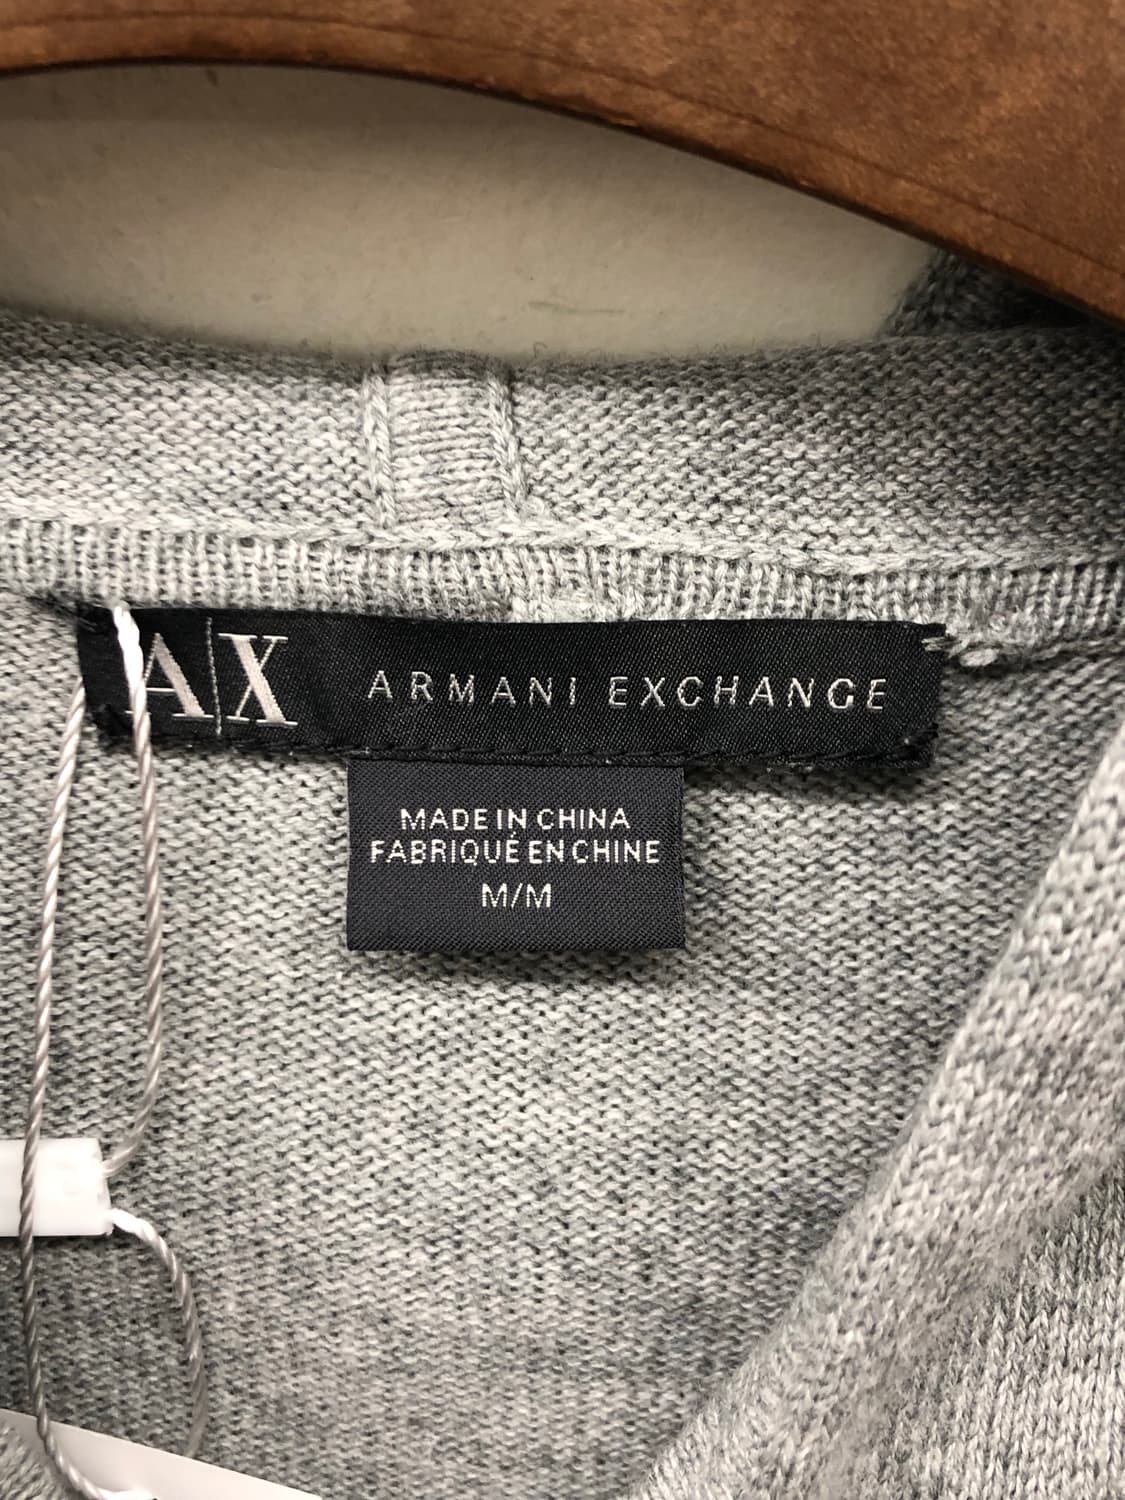 A|X ARMANI EXCHANGE
MADE IN CHINA
FABRIQUÉ EN CHINE
M/M